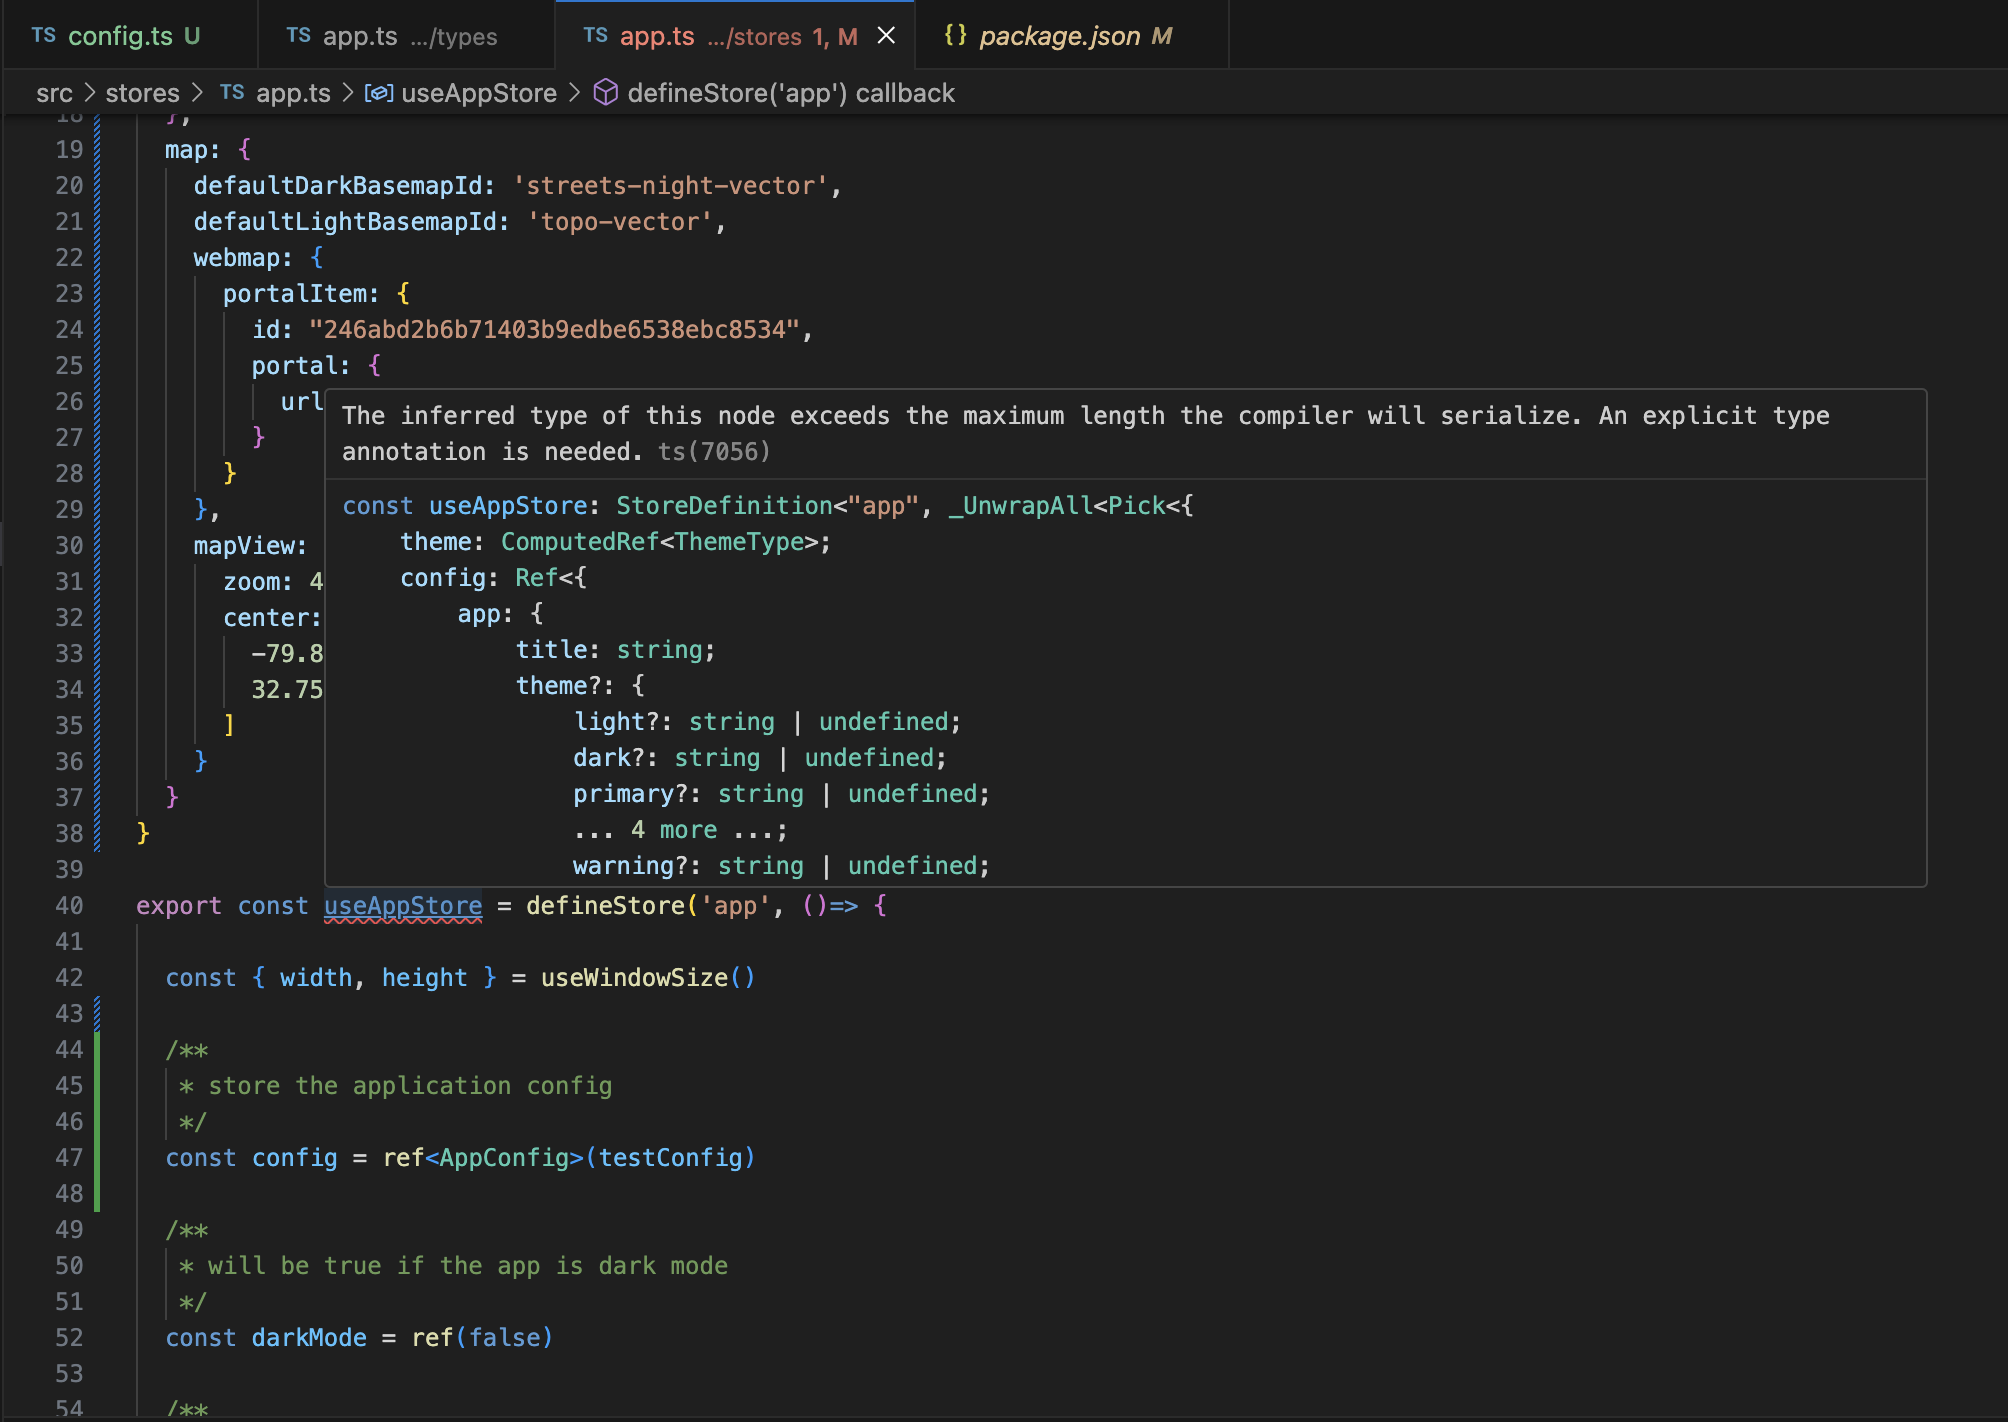 TS config.ts U TS app.ts .../types TS app.ts .../stores 1, M {} package.json M
src > stores > TS app.ts > useAppStore > defineStore('app') callback
18 },
19 map: {
20 defaultDarkBasemapId: 'streets-night-vector',
21 defaultLightBasemapId: 'topo-vector',
22 webmap: {
23 portalItem: {
24 id: "246abd2b6b71403b9edbe6538ebc8534",
25 portal: {
26 url
The inferred type of this node exceeds the maximum length the compiler will serialize. An explicit type
annotation is needed. ts(7056)
27 }
28 }
const useAppStore: StoreDefinition<"app", _UnwrapAll<Pick<{
29 },
theme: ComputedRef<ThemeType>;
30 mapView:
config: Ref<{
31 zoom: 4
app: {
32 center:
title: string;
33 -79.8
theme?: {
34 32.75
light?: string | undefined;
35 ]
dark?: string | undefined;
36 }
primary?: string | undefined;
37 }
... 4 more ...;
38 }
warning?: string | undefined;
39
40 export const useAppStore = defineStore('app', ()=> {
41
42 const { width, height } = useWindowSize()
43
44 /**
45 * store the application config
46 */
47 const config = ref<AppConfig>(testConfig)
48
49 /**
50 * will be true if the app is dark mode
51 */
52 const darkMode = ref(false)
53
54 /**